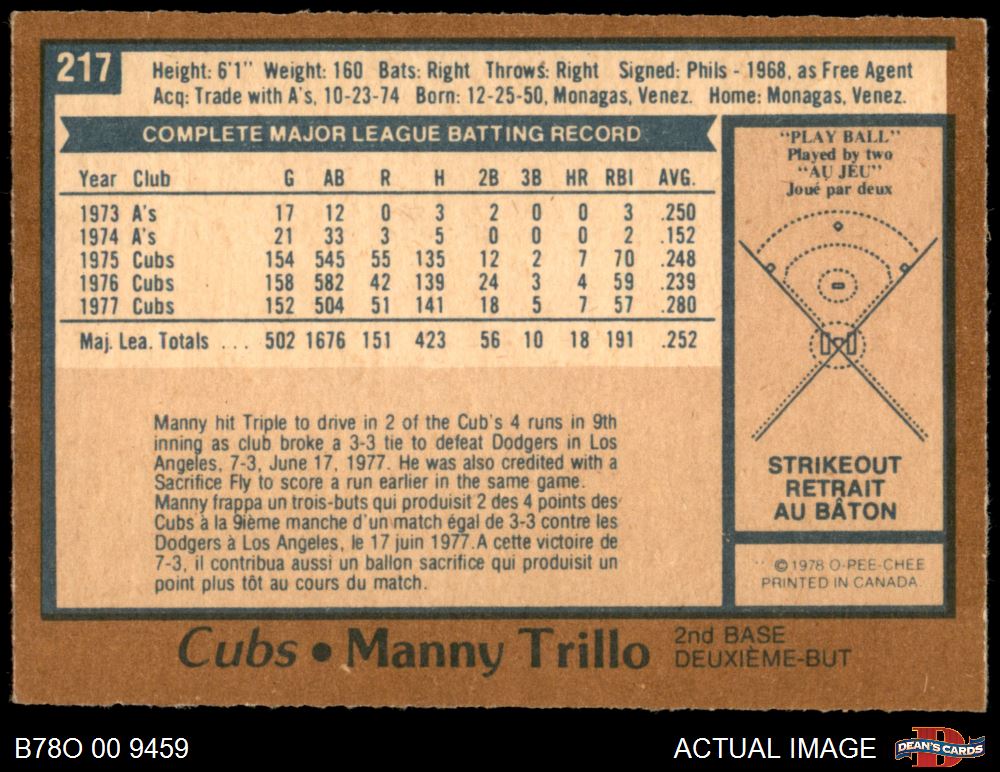 217
Height: 6'1" Weight: 160 Bats: Right Throws: Right Signed: Phils - 1968, as Free Agent
Acq: Trade with A's, 10-23-74 Born: 12-25-50, Monagas, Venez. Home: Monagas, Venez.
COMPLETE MAJOR LEAGUE BATTING RECORD
Year Club G AB R H 2B 3B HR RBI AVG.
1973 A's 17 12 0 3 2 0 0 3 .250
1974 A's 21 33 3 5 0 0 0 2 .152
1975 Cubs 154 545 55 135 12 2 7 70 .248
1976 Cubs 158 582 42 139 24 3 4 59 .239
1977 Cubs 152 504 51 141 18 5 7 57 .280
Maj. Lea. Totals ... 502 1676 151 423 56 10 18 191 .252
Manny hit Triple to drive in 2 of the Cub's 4 runs in 9th
inning as club broke a 3-3 tie to defeat Dodgers in Los
Angeles, 7-3, June 17, 1977. He was also credited with a
Sacrifice Fly to score a run earlier in the same game.
Manny frappa un trois-buts qui produisit 2 des 4 points des
Cubs à la 9ième manche d'un match égal de 3-3 contre les
Dodgers à Los Angeles, le 17 juin 1977. A cette victoire de
7-3, il contribua aussi un ballon sacrifice qui produisit un
point plus tôt au cours du match.
"PLAY BALL"
Played by two
"AU JEU"
Joué par deux
STRIKEOUT
RETRAIT
AU BÂTON
©1978 O-PEE-CHEE
PRINTED IN CANADA.
Cubs • Manny Trillo
2nd BASE
DEUXIÈME-BUT
B78O 00 9459
ACTUAL IMAGE
D
DEAN'S CARDS